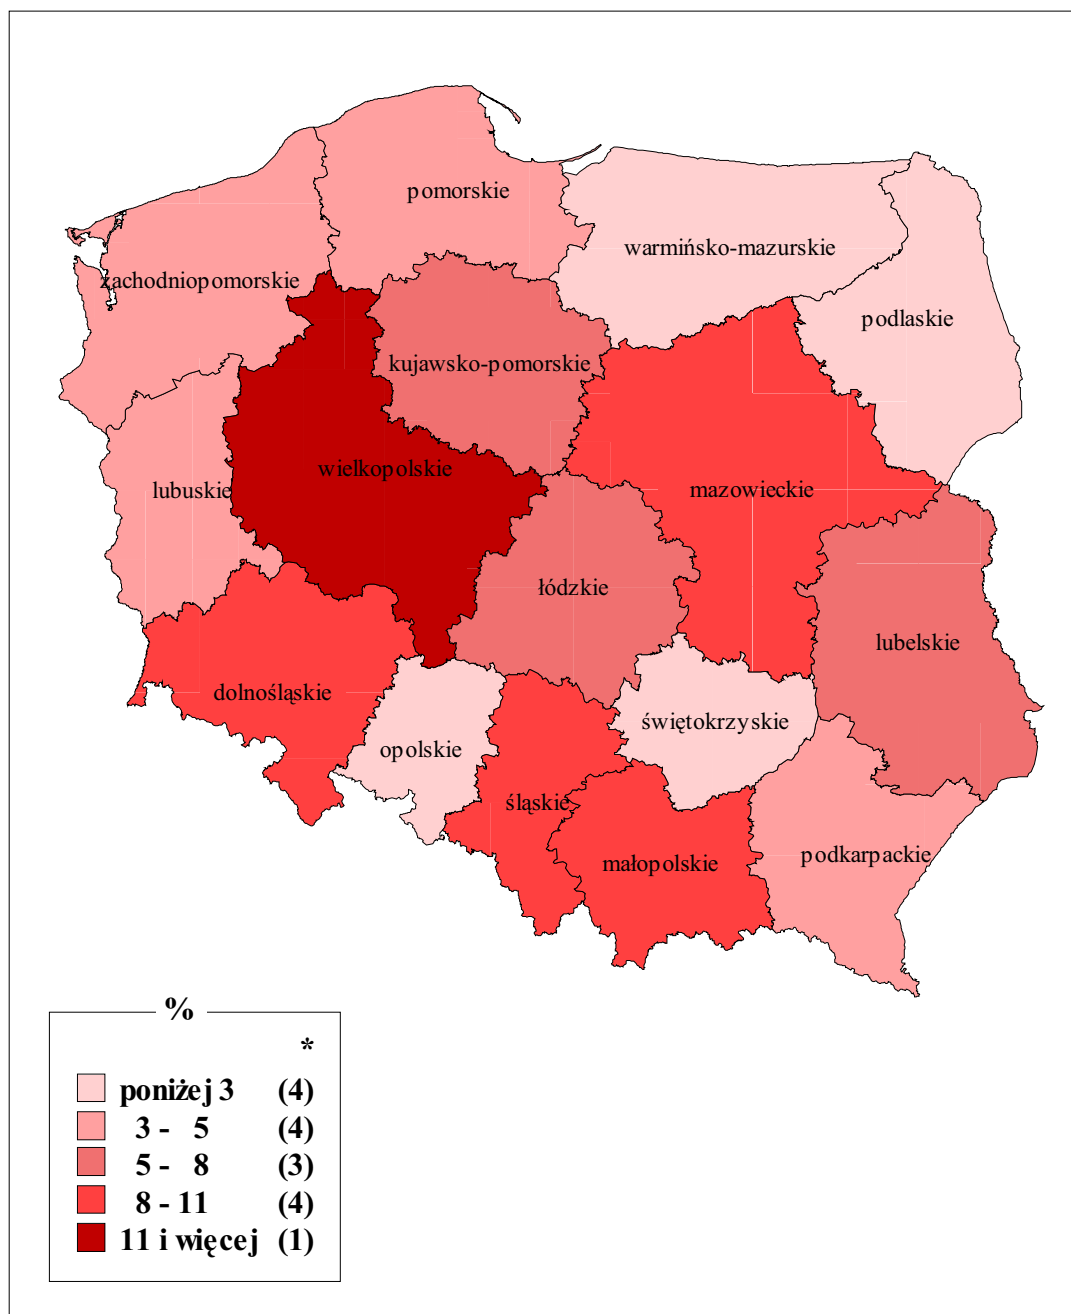 pomorskie
warmińsko-mazurskie
zachodniopomorskie
podlaskie
kujawsko-pomorskie
wielkopolskie
lubuskie
mazowieckie
łódzkie
lubelskie
dolnośląskie
świętokrzyskie
opolskie
śląskie
podkarpackie
małopolskie
%
*
poniżej 3 (4)
3 - 5 (4)
5 - 8 (3)
8 - 11 (4)
11 i więcej (1)